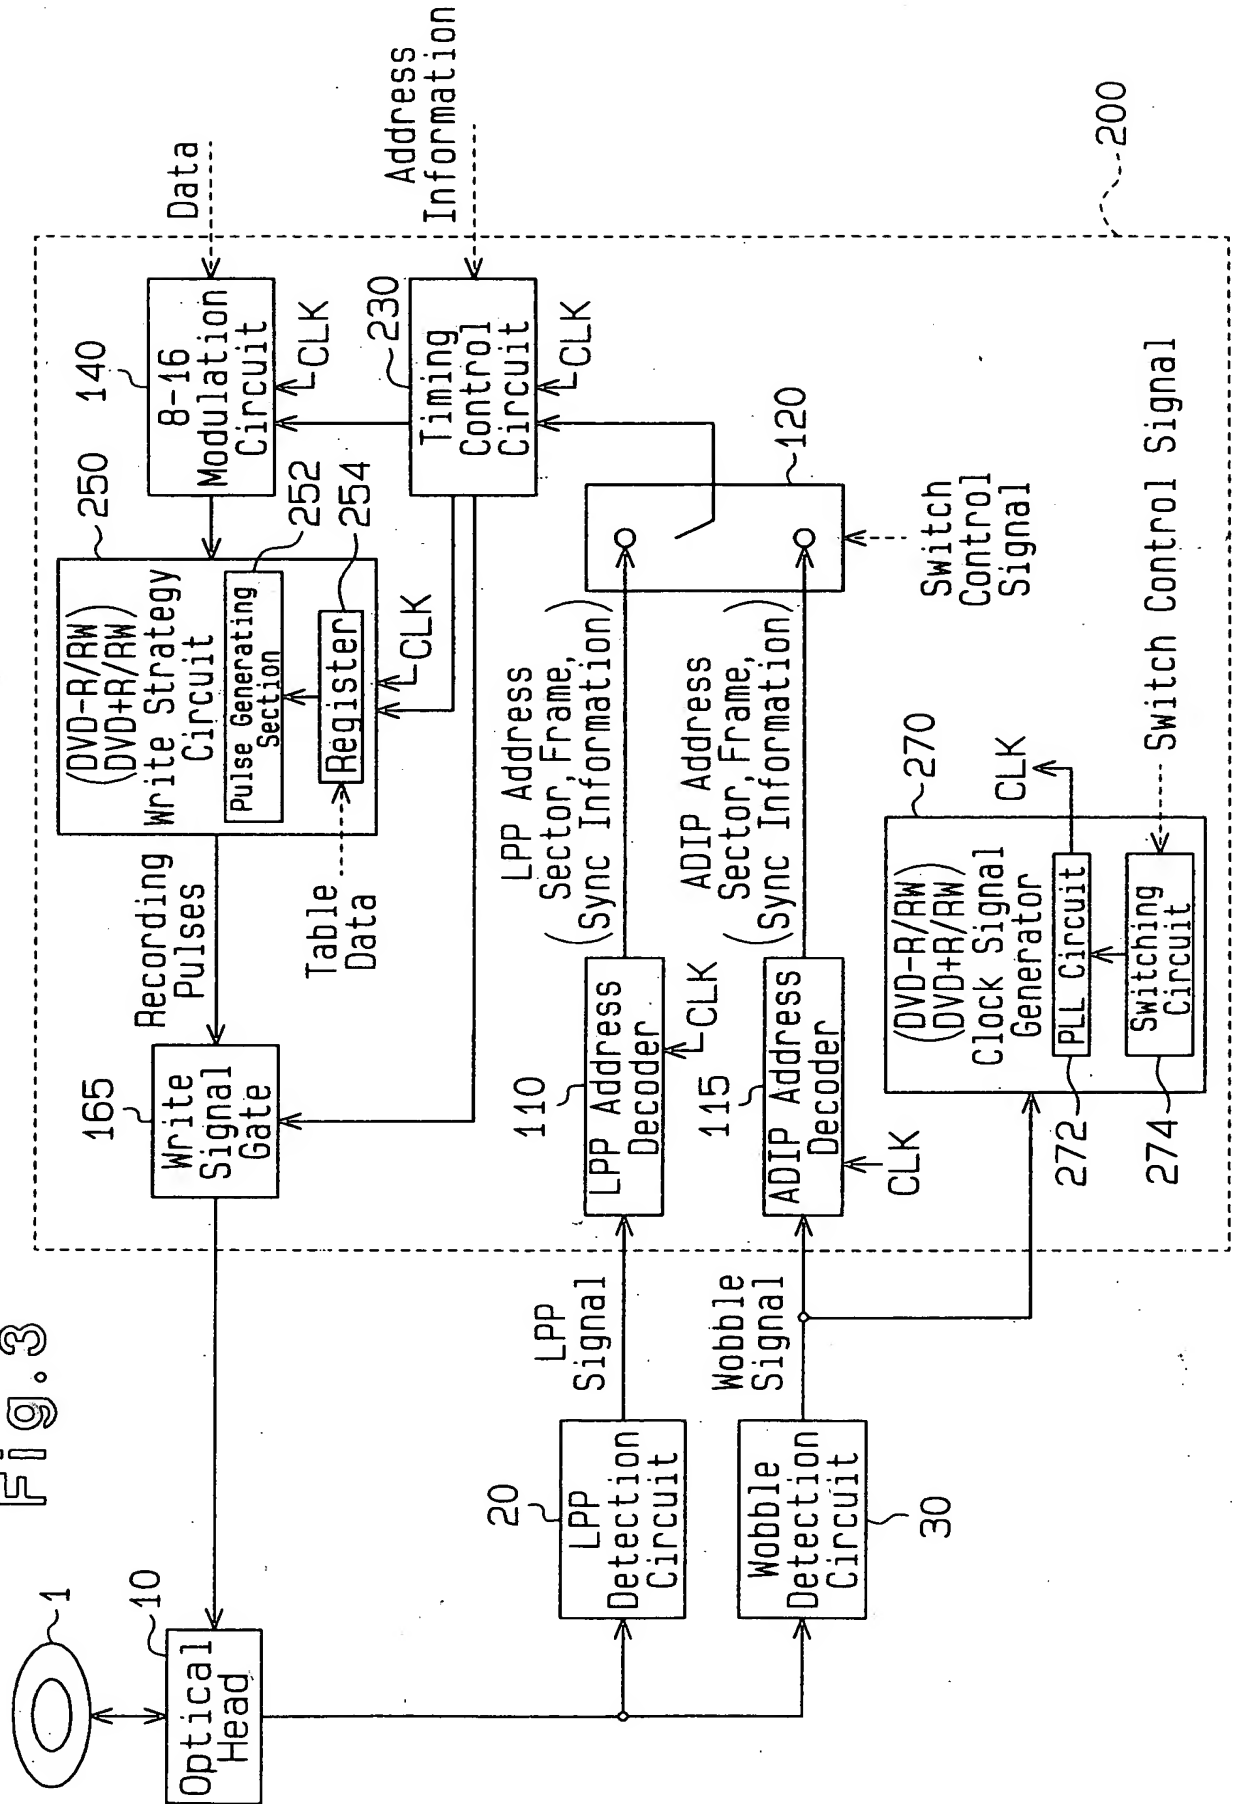 Fig.3
1
10
Optical
Head
165
Write
Signal
Gate
Recording
Pulses
250
(DVD-R/RW)
(DVD+R/RW)
Write Strategy
Circuit
Pulse Generating
Section
252
Register
254
CLK
Table
Data
140
8-16
Modulation
Circuit
CLK
Data
230
Timing
Control
Circuit
CLK
Address
Information
20
LPP
Detection
Circuit
LPP
Signal
110
LPP Address
Decoder
CLK
LPP Address
(Sector,Frame,
Sync Information)
120
Switch
Control
Signal
30
Wobble
Detection
Circuit
Wobble
Signal
115
ADIP Address
Decoder
CLK
ADIP Address
(Sector,Frame,
Sync Information)
270
(DVD-R/RW)
(DVD+R/RW)
Clock Signal
Generator
PLL Circuit
272
Switching
Circuit
274
CLK
Switch Control Signal
200